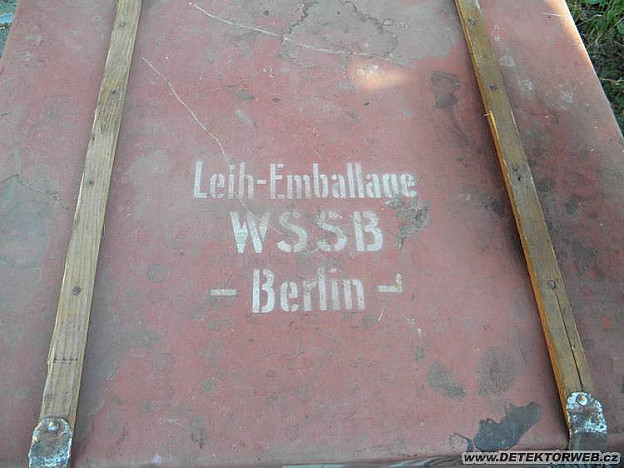 Leih-Emballage
WSSB
- Berlin -
www.DETEKTORWEB.cz